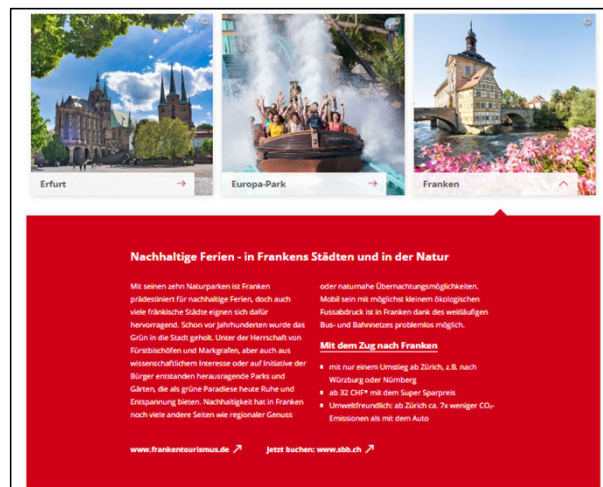 Erfurt
Europa-Park
Franken
Nachhaltige Ferien - in Frankens Städten und in der Natur
Mit seinen zehn Naturparken ist Franken
prädestiniert für nachhaltige Ferien, doch auch
viele fränkische Städte eignen sich dafür
hervorragend. Schon vor Jahrhunderten wurde das
Grün in die Stadt geholt. Unter der Herrschaft von
Fürstbischöfen und Markgrafen, aber auch aus
wissenschaftlichem Interesse oder auf Initiative der
Bürger entstanden herausragende Parks und
Gärten, die als grüne Paradiese heute Ruhe und
Entspannung bieten. Nachhaltigkeit hat in Franken
noch viele andere Seiten wie regionaler Genuss
oder naturnahe Übernachtungsmöglichkeiten.
Mobil sein mit möglichst kleinem ökologischen
Fussabdruck ist in Franken dank des weitläufigen
Bus- und Bahnnetzes problemlos möglich.
Mit dem Zug nach Franken
mit nur einem Umstieg ab Zürich, z.B. nach
Würzburg oder Nürnberg
ab 32 CHF* mit dem Super Sparpreis
Umweltfreundlich: ab Zürich ca. 7x weniger CO₂-
Emissionen als mit dem Auto
www.frankentourismus.de
Jetzt buchen: www.sbb.ch